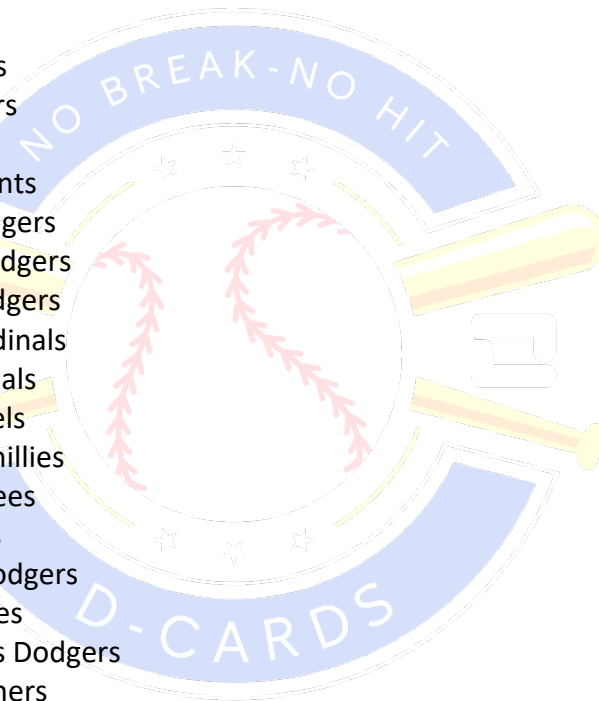 s
rs
NO BREAK-NO HIT
nts
gers
dgers
dgers
dinals
als
els
hillies
ees
s
odgers
es
s Dodgers
ners
D-CARDS